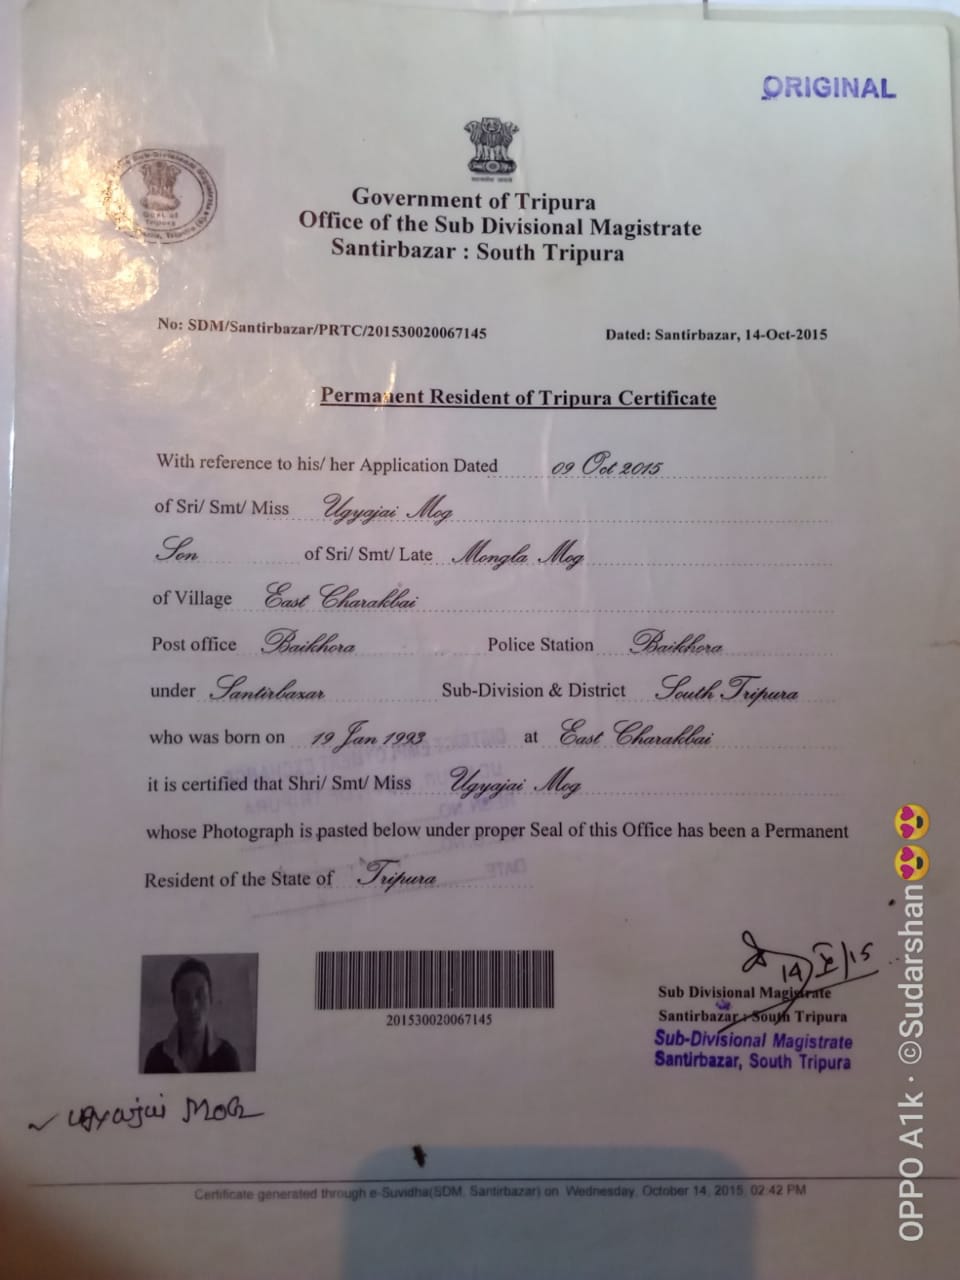 ORIGINAL
Government of Tripura
Office of the Sub Divisional Magistrate
Santirbazar : South Tripura
No: SDM/Santirbazar/PRTC/201530020067145 Dated: Santirbazar, 14-Oct-2015
Permanent Resident of Tripura Certificate
With reference to his/ her Application Dated 09 Oct 2015
of Sri/ Smt/ Miss Ugyajai Mog
Son of Sri/ Smt/ Late Mongla Mog
of Village East Charakbai
Post office Baikhora Police Station Baikhora
under Santirbazar Sub-Division & District South Tripura
who was born on 19 Jan 1993 at East Charakbai
it is certified that Shri/ Smt/ Miss Ugyajai Mog
whose Photograph is pasted below under proper Seal of this Office has been a Permanent
Resident of the State of Tripura
14/X/15
Sub Divisional Magistrate
Santirbazar : South Tripura
Sub-Divisional Magistrate
Santirbazar, South Tripura
201530020067145
Ugyajai Mog
Certificate generated through e-Suvidha(SDM, Santirbazar) on Wednesday, October 14, 2015, 02:42 PM
OPPO A1k · ©Sudarshan😍😍